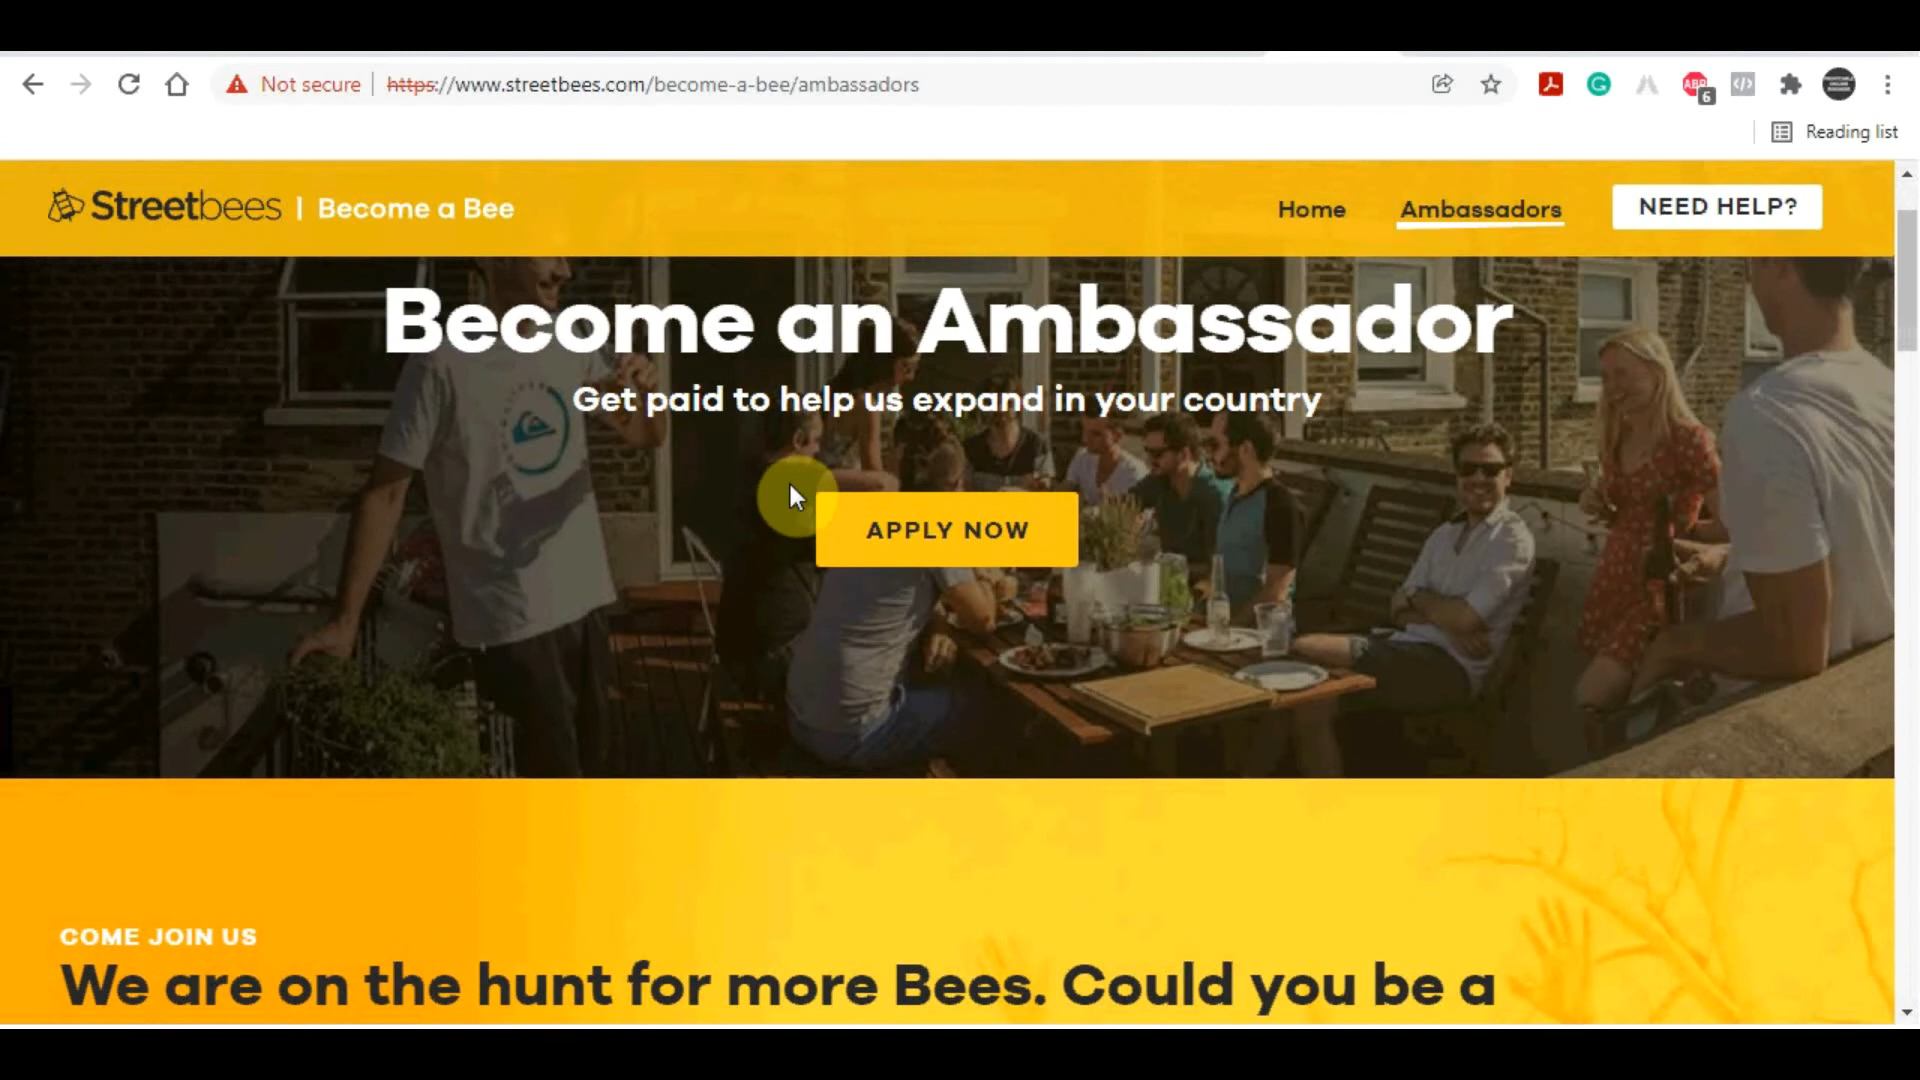 Not secure | https://www.streetbees.com/become-a-bee/ambassadors
ABP
6
Reading list
Streetbees | Become a Bee
Home
Ambassadors
NEED HELP?
Become an Ambassador
Get paid to help us expand in your country
APPLY NOW
COME JOIN US
We are on the hunt for more Bees. Could you be a